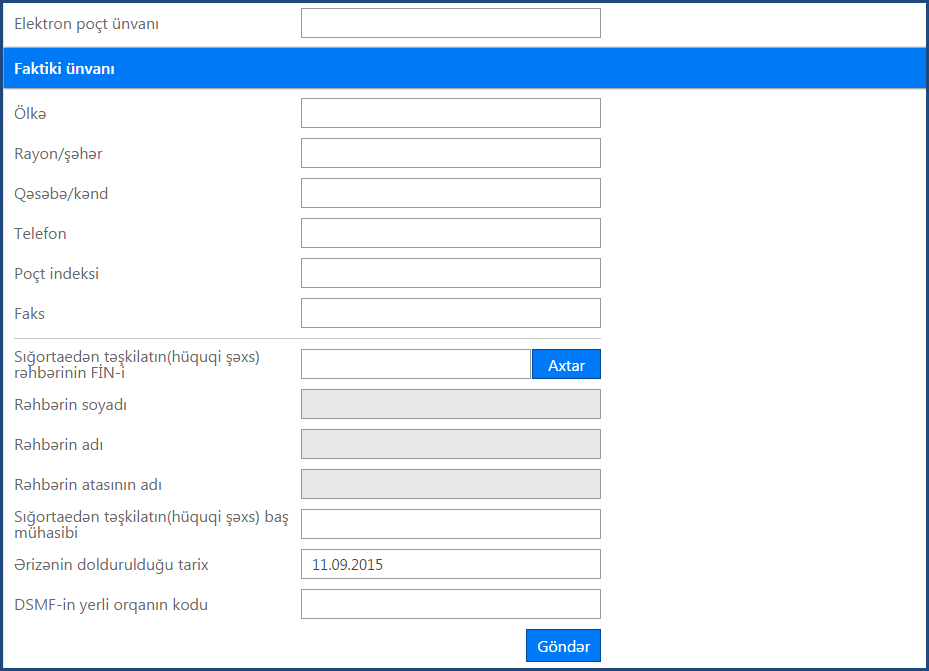 Elektron poçt ünvanı
Faktiki ünvanı
Ölkə
Rayon/şəhər
Qəsəbə/kənd
Telefon
Poçt indeksi
Faks
Sığortaedən təşkilatın(hüquqi şəxs)
rəhbərinin FİN-i
Axtar
Rəhbərin soyadı
Rəhbərin adı
Rəhbərin atasının adı
Sığortaedən təşkilatın(hüquqi şəxs) baş
mühasibi
Ərizənin doldurulduğu tarix
11.09.2015
DSMF-in yerli orqanın kodu
Göndər